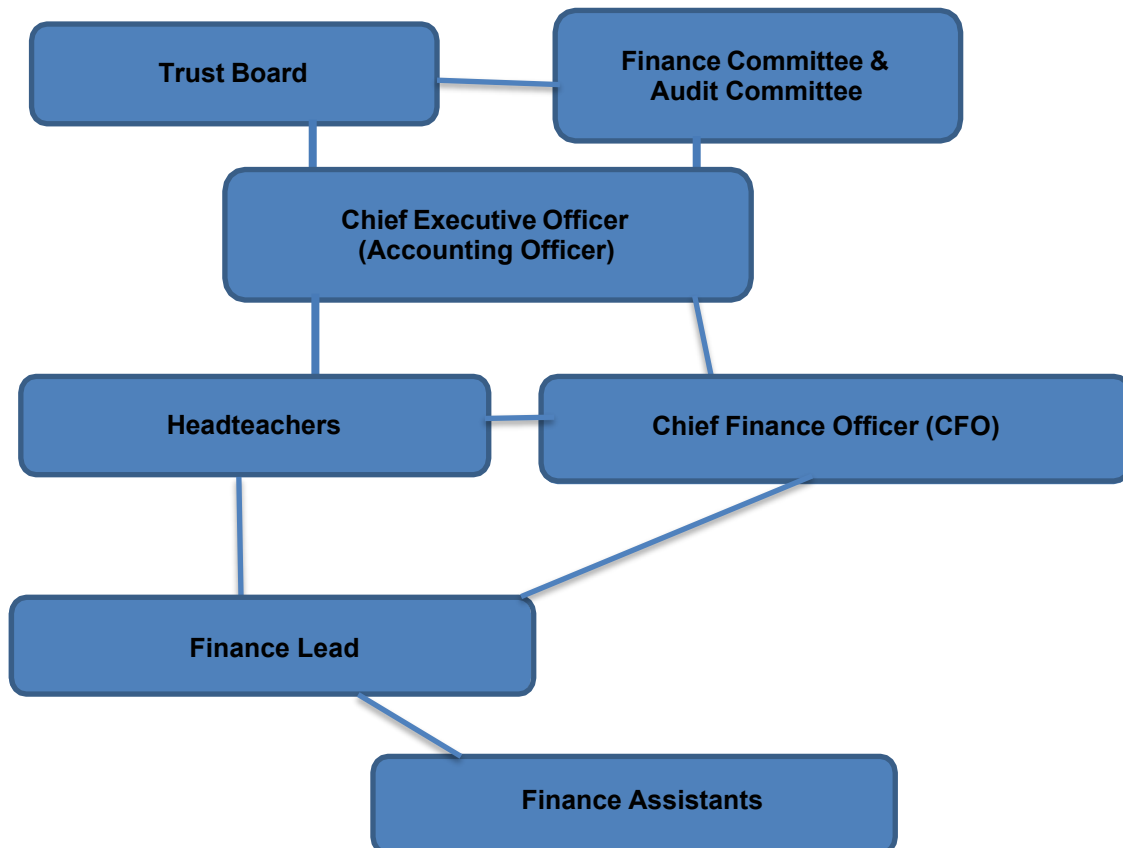 Trust Board
Finance Committee &
Audit Committee
Chief Executive Officer
(Accounting Officer)
Headteachers
Chief Finance Officer (CFO)
Finance Lead
Finance Assistants